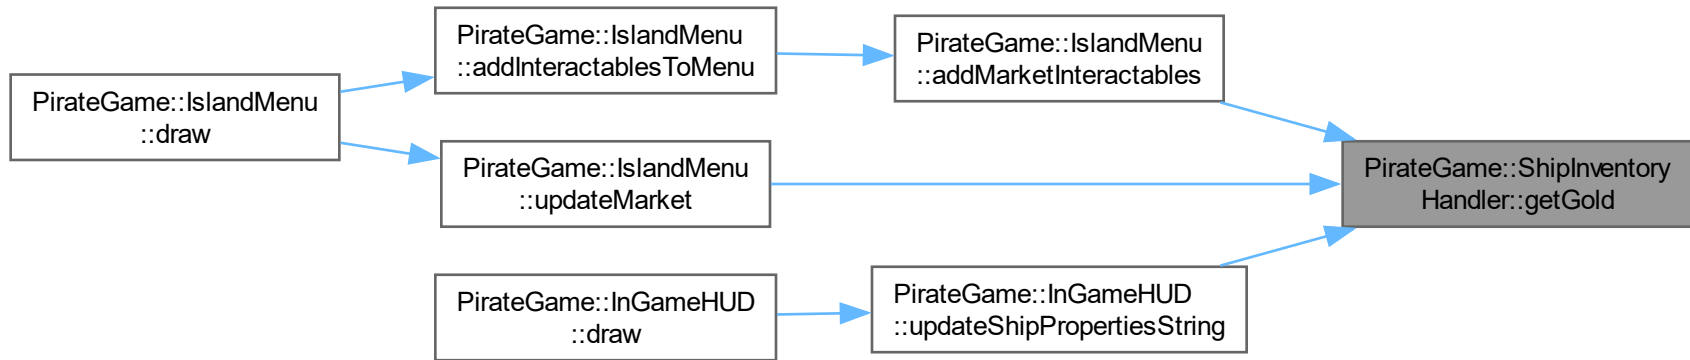 PirateGame::IslandMenu
::draw
PirateGame::IslandMenu
::addInteractablesToMenu
PirateGame::IslandMenu
::addMarketInteractables
PirateGame::IslandMenu
::updateMarket
PirateGame::InGameHUD
::draw
PirateGame::InGameHUD
::updateShipPropertiesString
PirateGame::ShipInventory
Handler::getGold